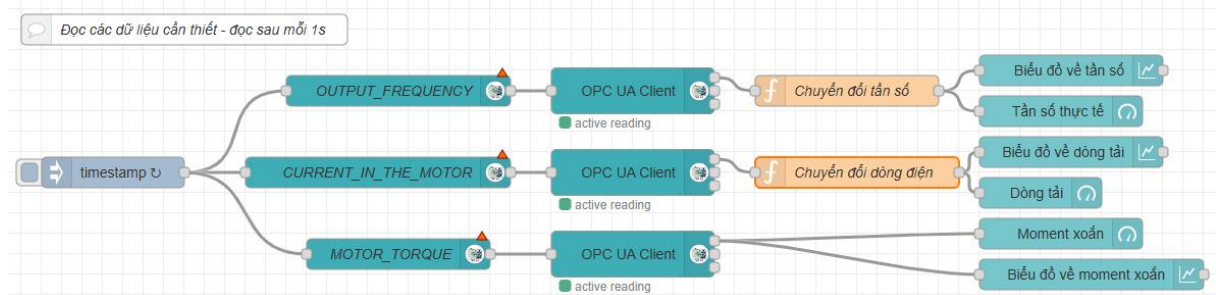 Đọc các dữ liệu cần thiết - đọc sau mỗi 1s
Biểu đồ về tần số
OUTPUT_FREQUENCY
OPC UA Client
Chuyển đổi tần số
Tần số thực tế
active reading
Biểu đồ về dòng tải
timestamp ↻
CURRENT_IN_THE_MOTOR
OPC UA Client
Chuyển đổi dòng điện
Dòng tải
active reading
Moment xoắn
MOTOR_TORQUE
OPC UA Client
Biểu đồ về moment xoắn
active reading